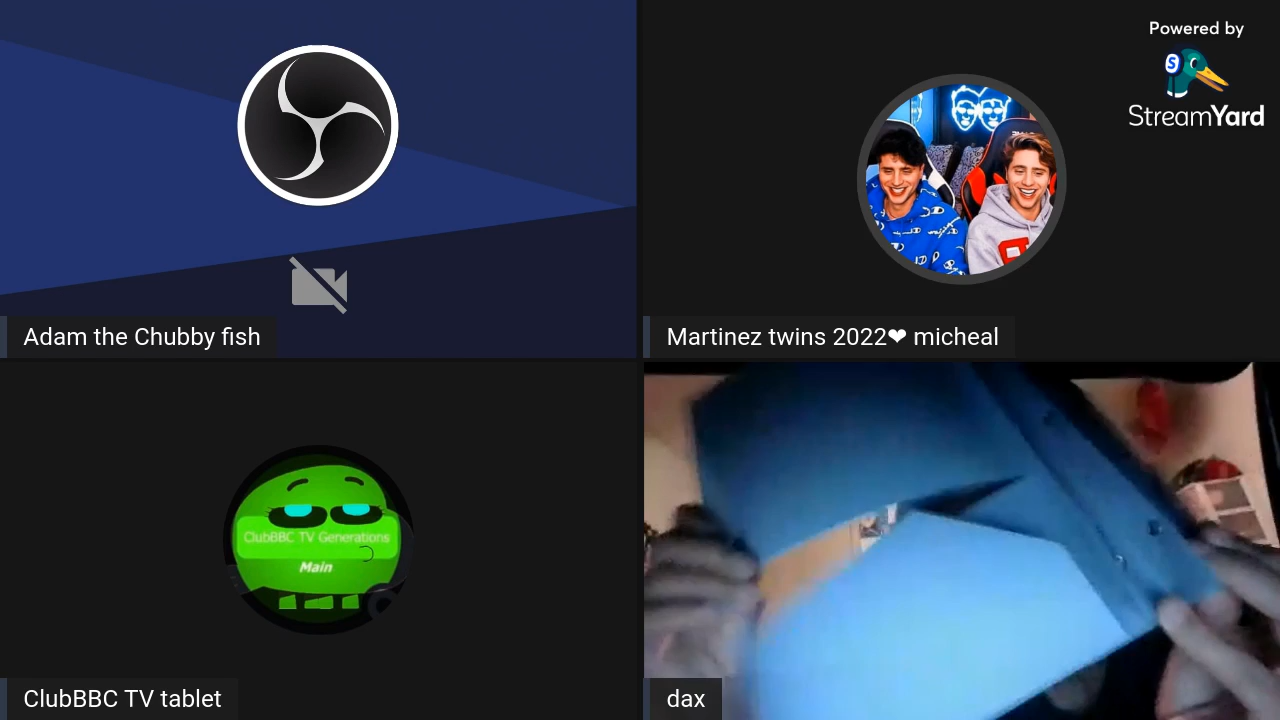 Powered by
StreamYard
Adam the Chubby fish
Martinez twins 2022❤ micheal
ClubBBC TV Generations
Main
ClubBBC TV tablet
dax